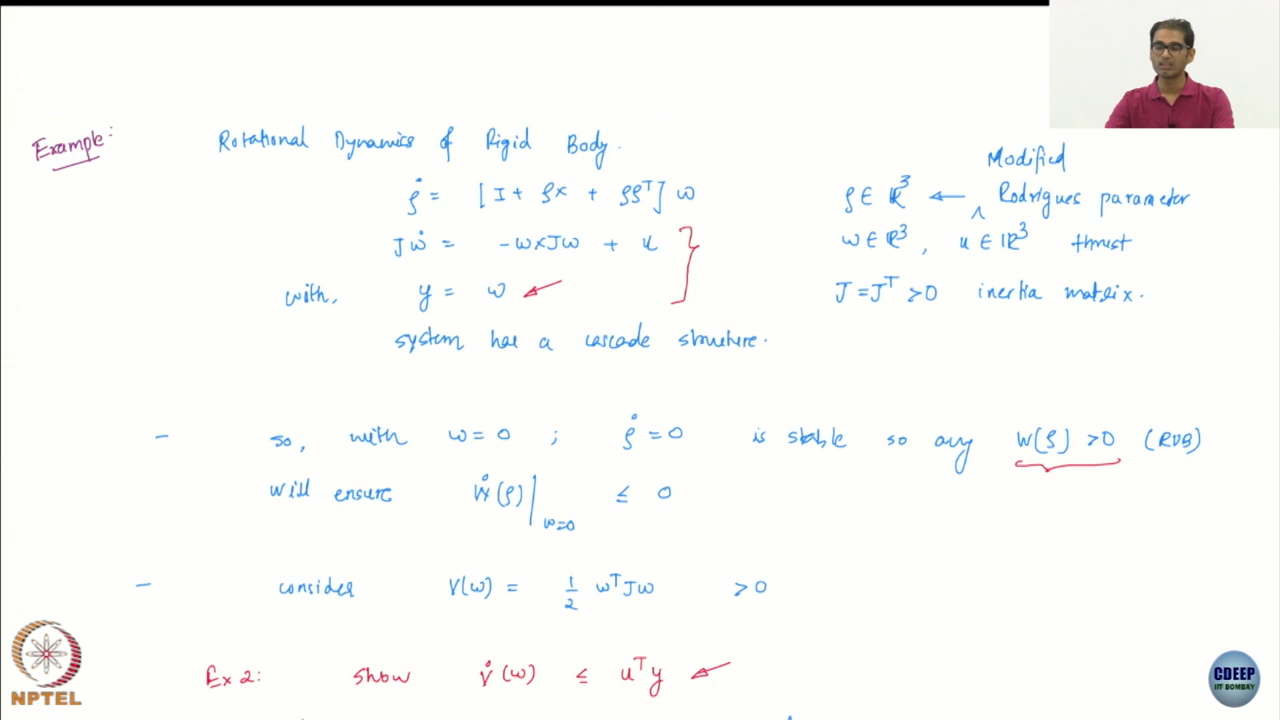 Example:
Rotational Dynamics of Rigid Body.
ρ̇ = [I + ρ× + ρρᵀ] ω
Jω̇ = -ω×Jω + u
with, y = ω
system has a cascade structure.
Modified
ρ ∈ ℝ³ ← Rodrigues parameter
ω ∈ ℝ³, u ∈ ℝ³ thrust
J = Jᵀ > 0 inertia matrix.
- so, with ω = 0 ; ρ̇ = 0 is stable so any W(ρ) > 0 (RUB)
will ensure Ẇ(ρ)|ω=0 ≤ 0
- consider V(ω) = 1/2 ωᵀJω > 0
Ex 2: show V̇(ω) ≤ uᵀy
NPTEL
CDEEP
IIT BOMBAY